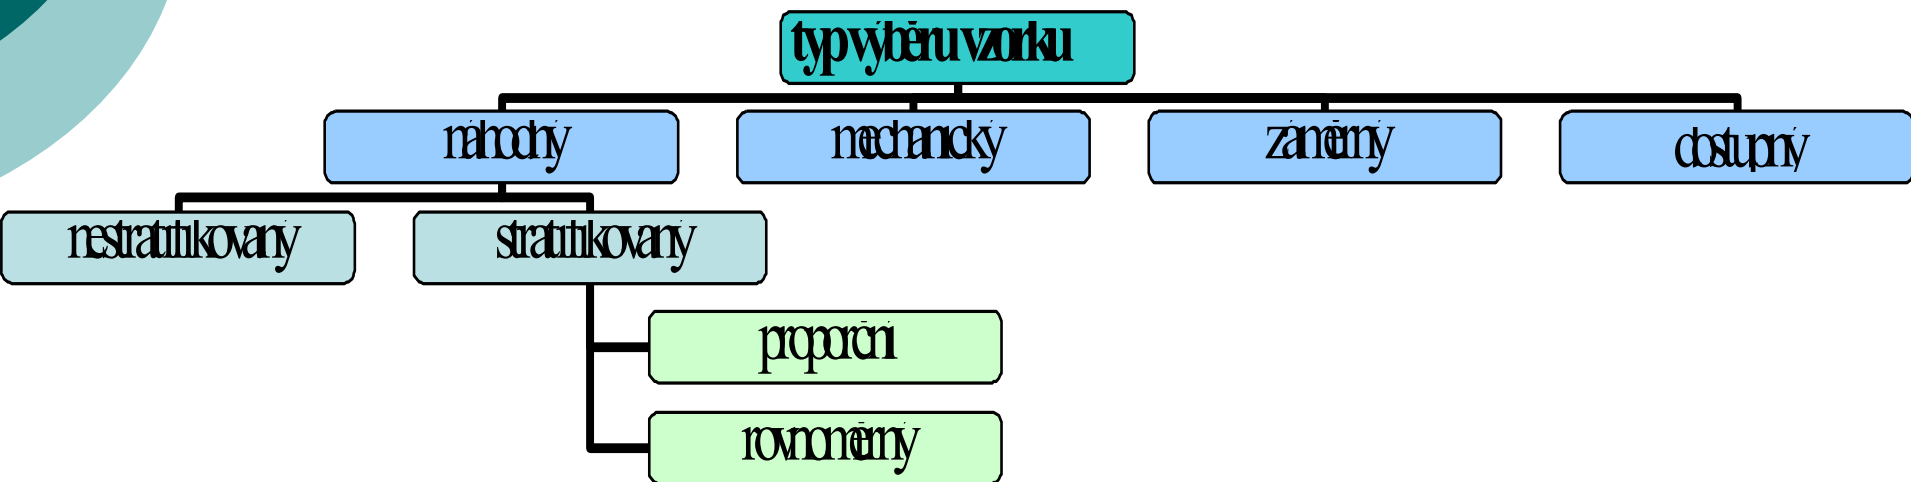 typ výběru vzorku
náhodný
mechanický
záměrný
dostupný
nestratifikovaný
stratifikovaný
proporční
rovnoměrný